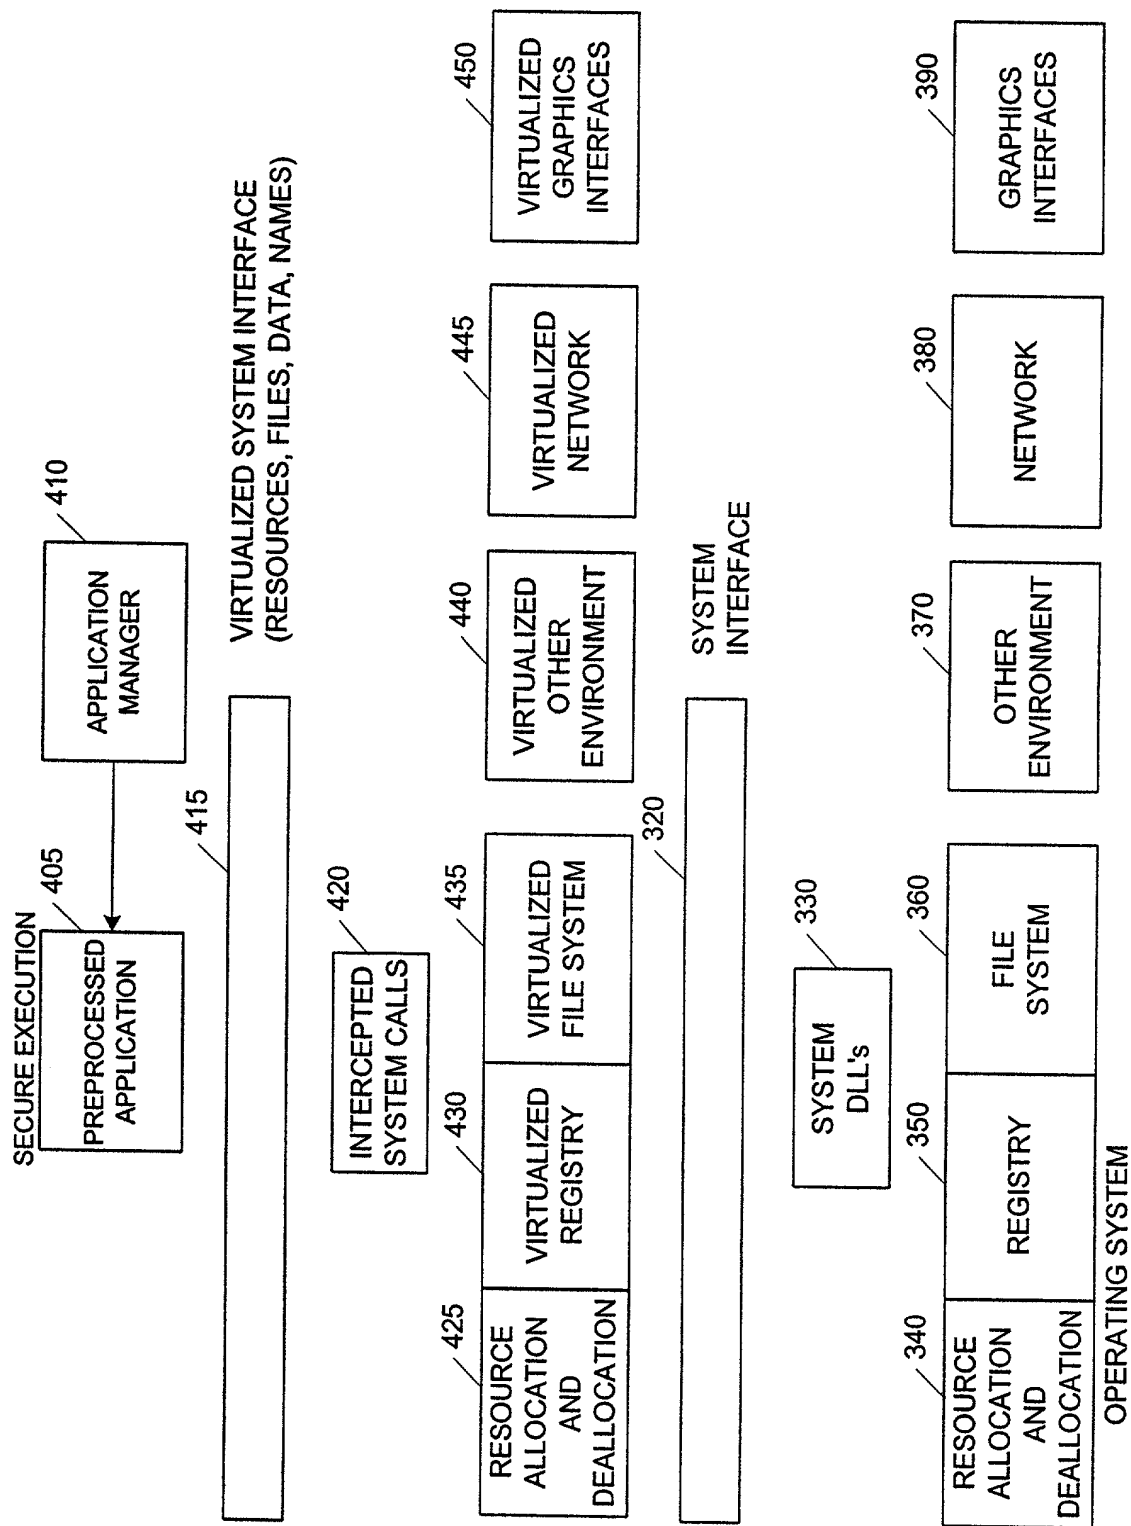 SECURE EXECUTION
405
PREPROCESSED
APPLICATION
410
APPLICATION
MANAGER
415
VIRTUALIZED SYSTEM INTERFACE
(RESOURCES, FILES, DATA, NAMES)
420
INTERCEPTED
SYSTEM CALLS
425
RESOURCE
ALLOCATION
AND
DEALLOCATION
430
VIRTUALIZED
REGISTRY
435
VIRTUALIZED
FILE SYSTEM
440
VIRTUALIZED
OTHER
ENVIRONMENT
445
VIRTUALIZED
NETWORK
450
VIRTUALIZED
GRAPHICS
INTERFACES
320
SYSTEM
INTERFACE
330
SYSTEM
DLL's
340
RESOURCE
ALLOCATION
AND
DEALLOCATION
350
REGISTRY
360
FILE
SYSTEM
370
OTHER
ENVIRONMENT
380
NETWORK
390
GRAPHICS
INTERFACES
OPERATING SYSTEM